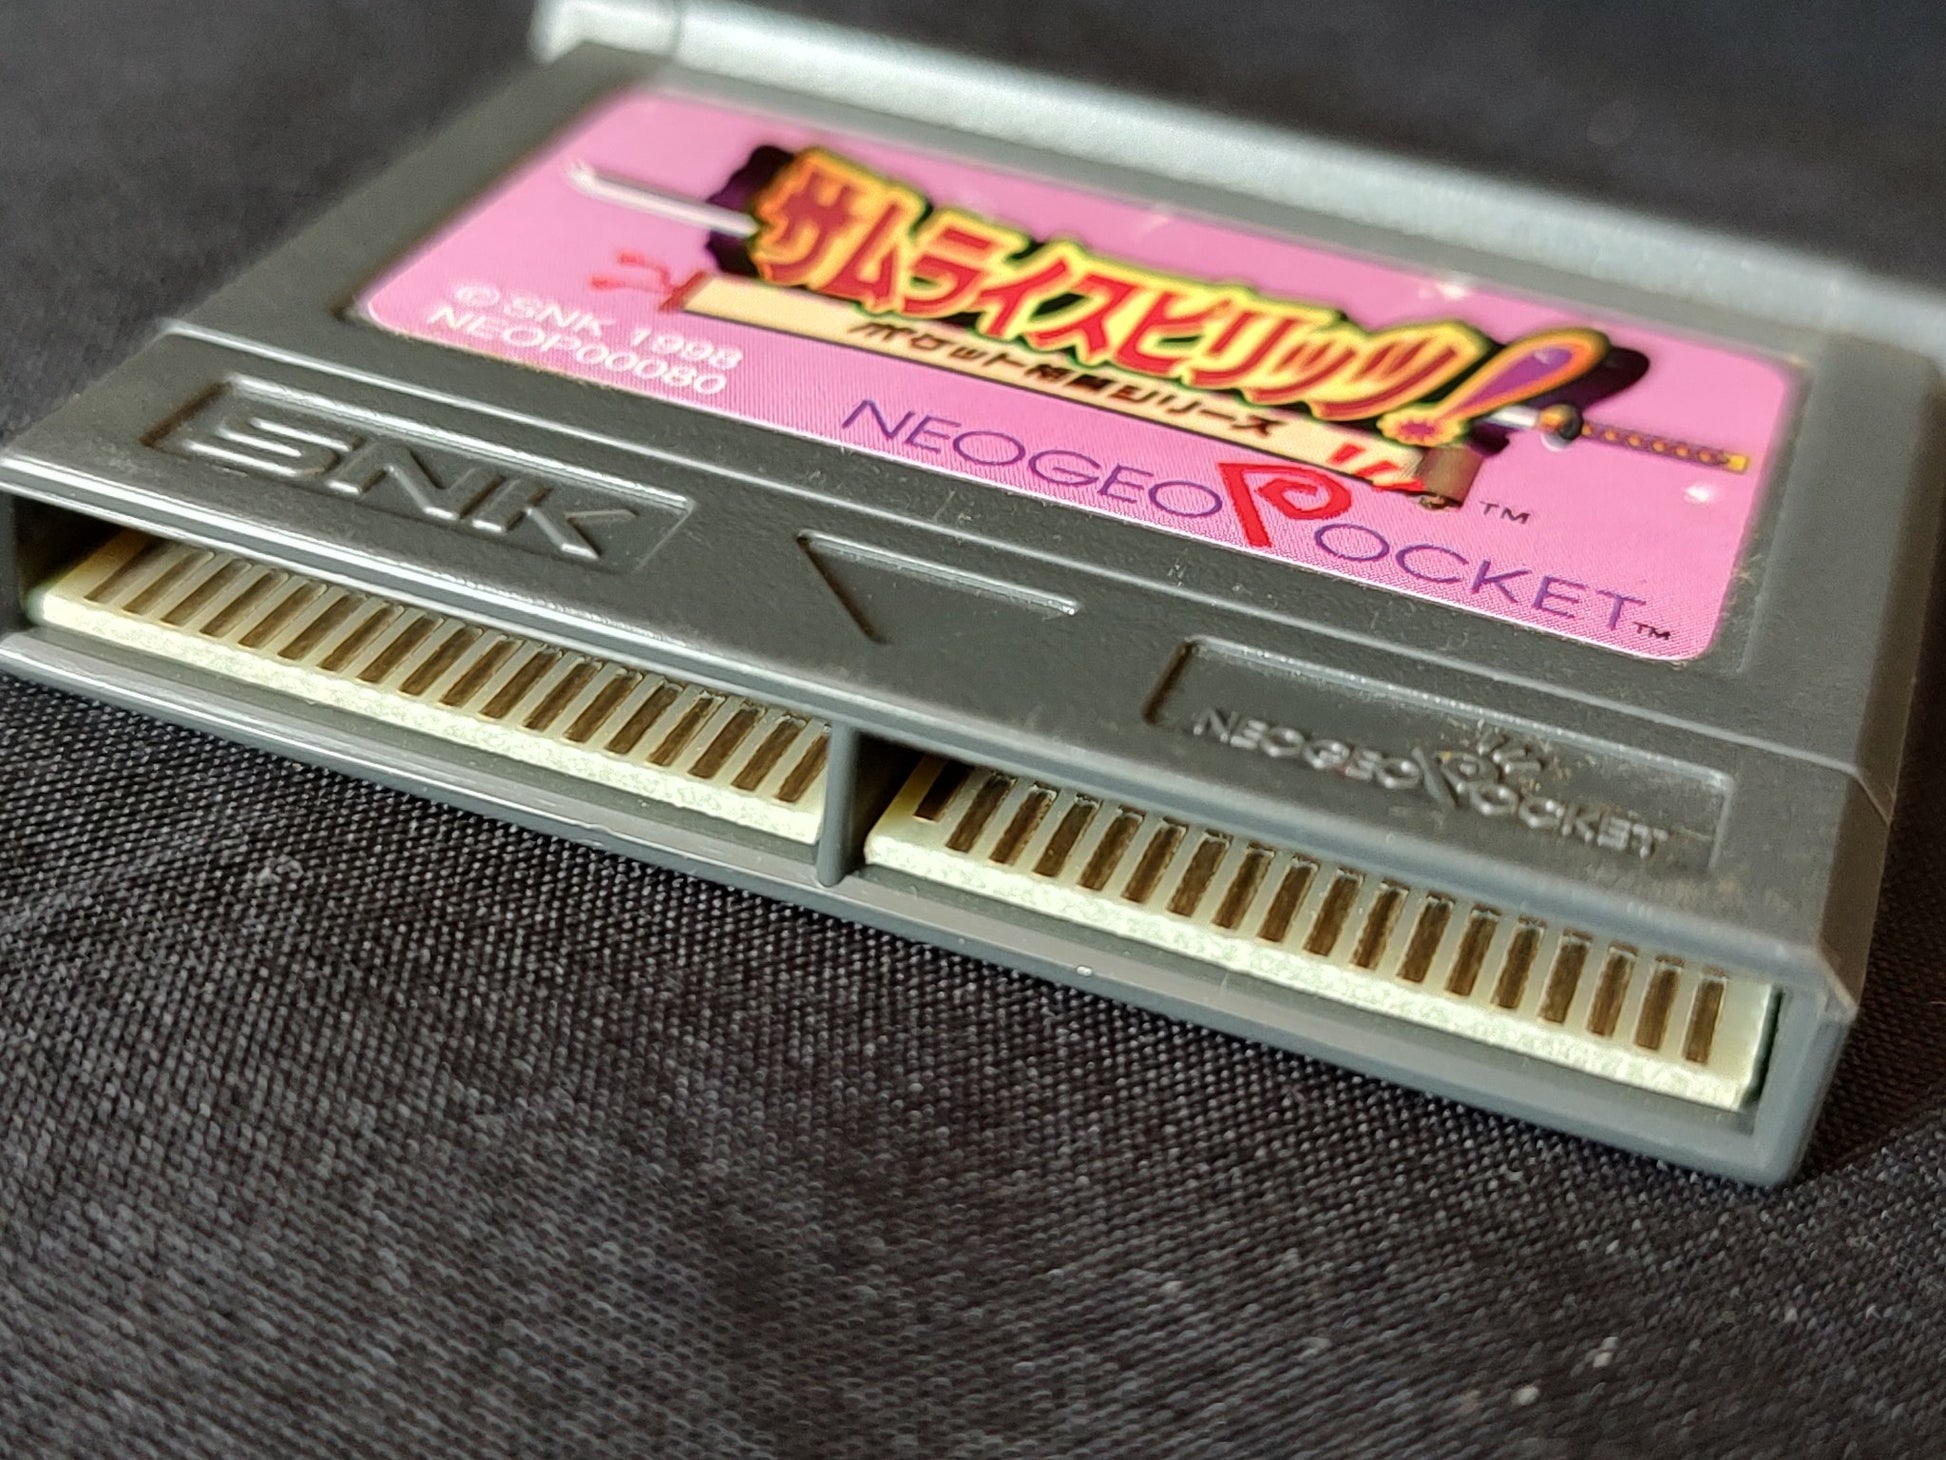 サムライスピリッツ!
ポケット格闘シリーズ
© SNK 1998
NEOP00080
NEOGEO POCKET™
™
SNK
NEOGEO POCKET